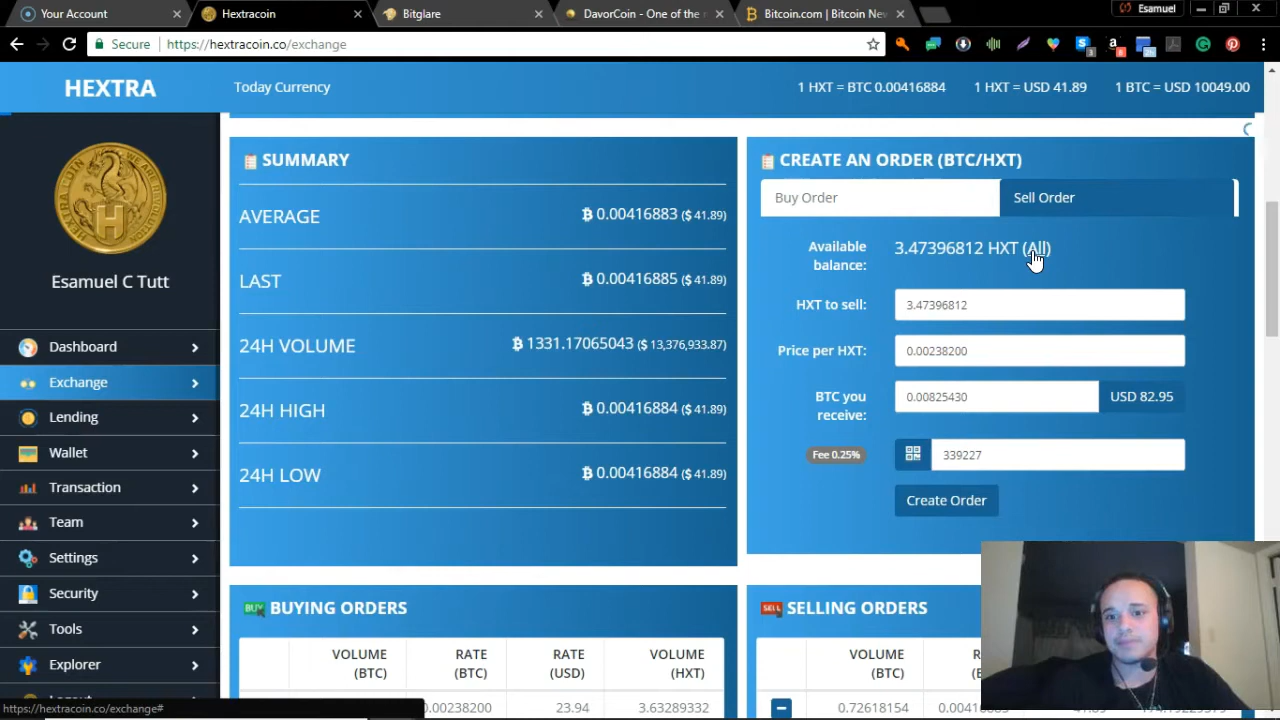 Your Account
Hextracoin
Bitglare
DavorCoin - One of the r
Bitcoin.com | Bitcoin Nev
Esamuel
Secure
https://hextracoin.co/exchange
HEXTRA
Today Currency
1 HXT = BTC 0.00416884
1 HXT = USD 41.89
1 BTC = USD 10049.00
Esamuel C Tutt
Dashboard
Exchange
Lending
Wallet
Transaction
Team
Settings
Security
Tools
Explorer
SUMMARY
AVERAGE
0.00416883 ($ 41.89)
LAST
0.00416885 ($ 41.89)
24H VOLUME
1331.17065043 ($ 13,376,933.87)
24H HIGH
0.00416884 ($ 41.89)
24H LOW
0.00416884 ($ 41.89)
CREATE AN ORDER (BTC/HXT)
Buy Order
Sell Order
Available balance:
3.47396812 HXT (All)
HXT to sell:
3.47396812
Price per HXT:
0.00238200
BTC you receive:
0.00825430
USD 82.95
Fee 0.25%
339227
Create Order
BUY
BUYING ORDERS
VOLUME (BTC)
RATE (BTC)
RATE (USD)
VOLUME (HXT)
0.00238200
23.94
3.63289332
SELL
SELLING ORDERS
VOLUME (BTC)
0.72618154
https://hextracoin.co/exchange#